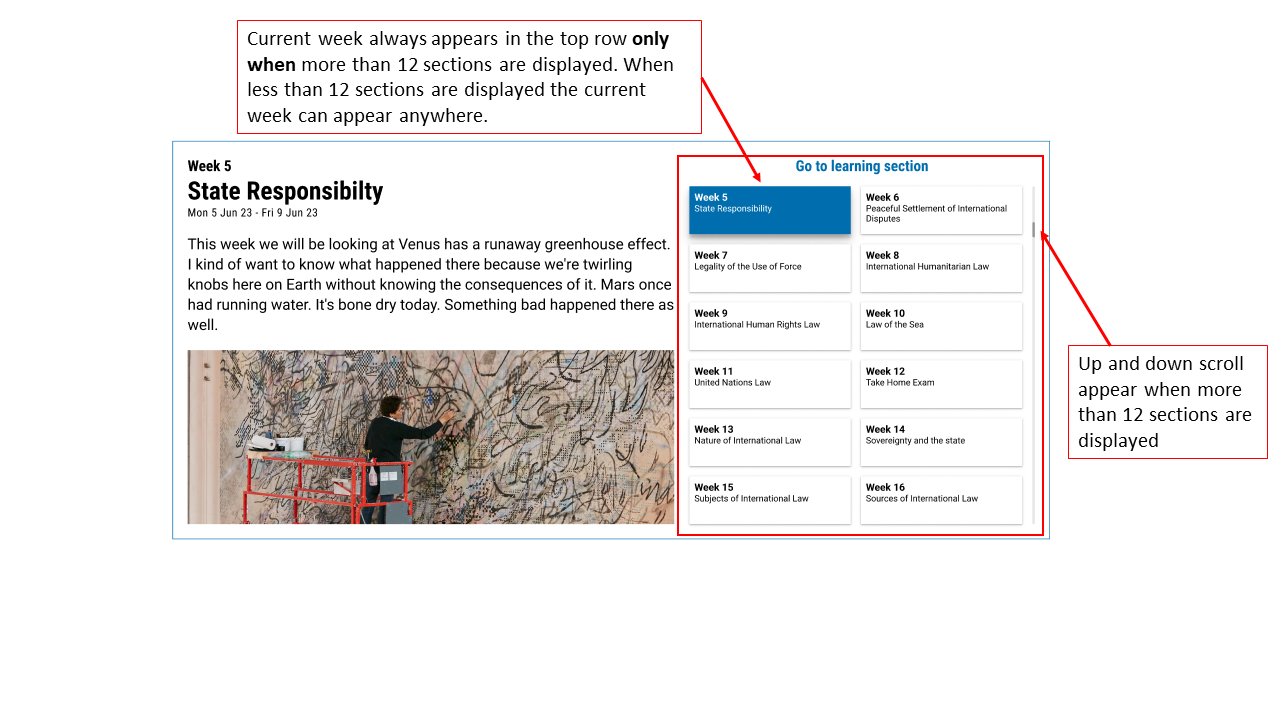 Current week always appears in the top row only
when more than 12 sections are displayed. When
less than 12 sections are displayed the current
week can appear anywhere.
Week 5
State Responsibilty
Mon 5 Jun 23 - Fri 9 Jun 23
This week we will be looking at Venus has a runaway greenhouse effect.
I kind of want to know what happened there because we're twirling
knobs here on Earth without knowing the consequences of it. Mars once
had running water. It's bone dry today. Something bad happened there as
well.
Go to learning section
Week 5
State Responsibility
Week 6
Peaceful Settlement of International
Disputes
Week 7
Legality of the Use of Force
Week 8
International Humanitarian Law
Week 9
International Human Rights Law
Week 10
Law of the Sea
Week 11
United Nations Law
Week 12
Take Home Exam
Week 13
Nature of International Law
Week 14
Sovereignty and the state
Week 15
Subjects of International Law
Week 16
Sources of International Law
Up and down scroll
appear when more
than 12 sections are
displayed